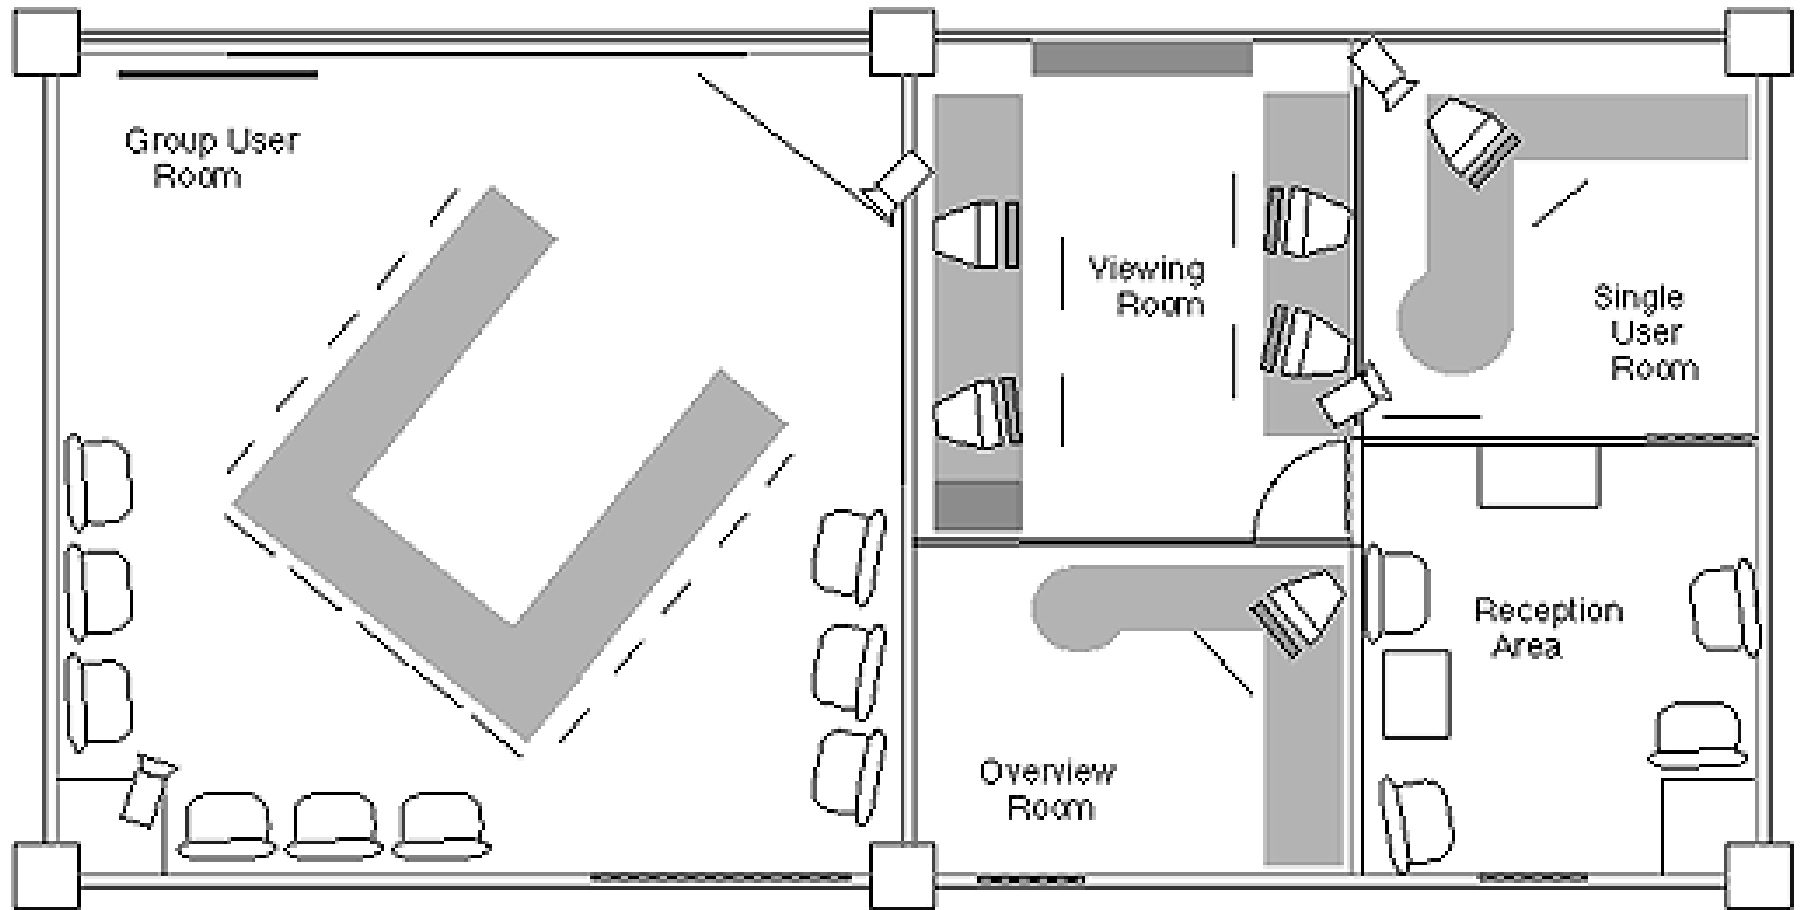 Group User
Room
Viewing
Room
Single
User
Room
Reception
Area
Overview
Room